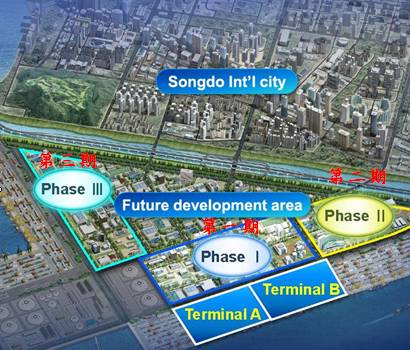 Songdo Int'l city
第三期
Phase Ⅲ
第二期
Phase Ⅱ
Future development area
第一期
Phase Ⅰ
Terminal B
Terminal A